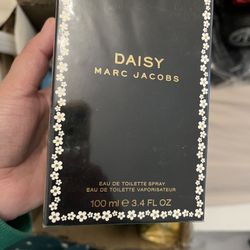 DAISY
MARC JACOBS
EAU DE TOILETTE SPRAY
EAU DE TOILETTE VAPORISATEUR
100 ml ℮ 3.4 FL OZ